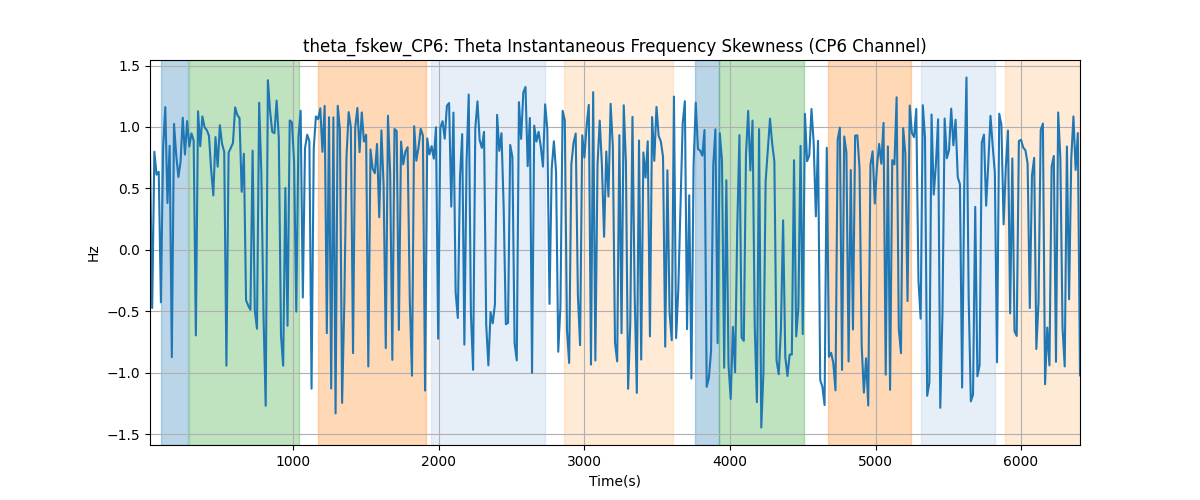 theta_fskew_CP6: Theta Instantaneous Frequency Skewness (CP6 Channel)
1.5
1.0
0.5
0.0
−0.5
−1.0
−1.5
Hz
1000 2000 3000 4000 5000 6000
Time(s)